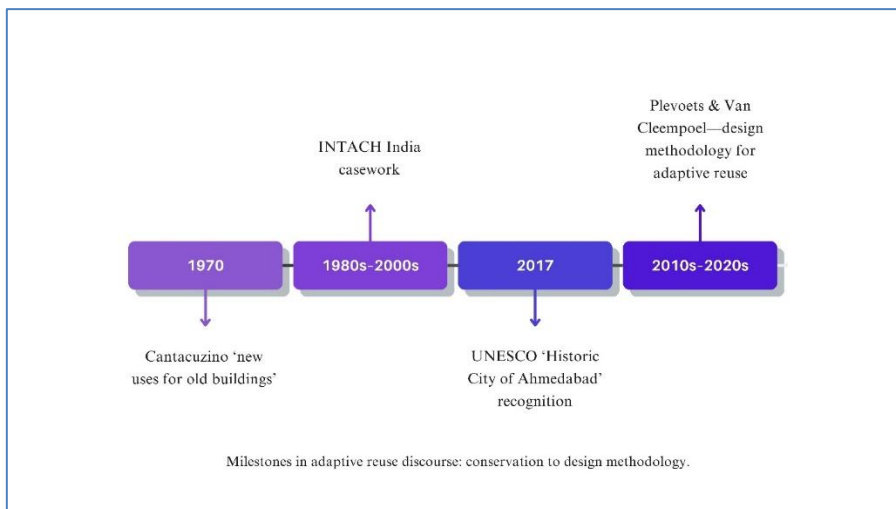 Plevoets & Van
Cleempoel—design
methodology for
adaptive reuse
INTACH India
casework
1970
1980s-2000s
2017
2010s-2020s
Cantacuzino ‘new
uses for old buildings’
UNESCO ‘Historic
City of Ahmedabad’
recognition
Milestones in adaptive reuse discourse: conservation to design methodology.